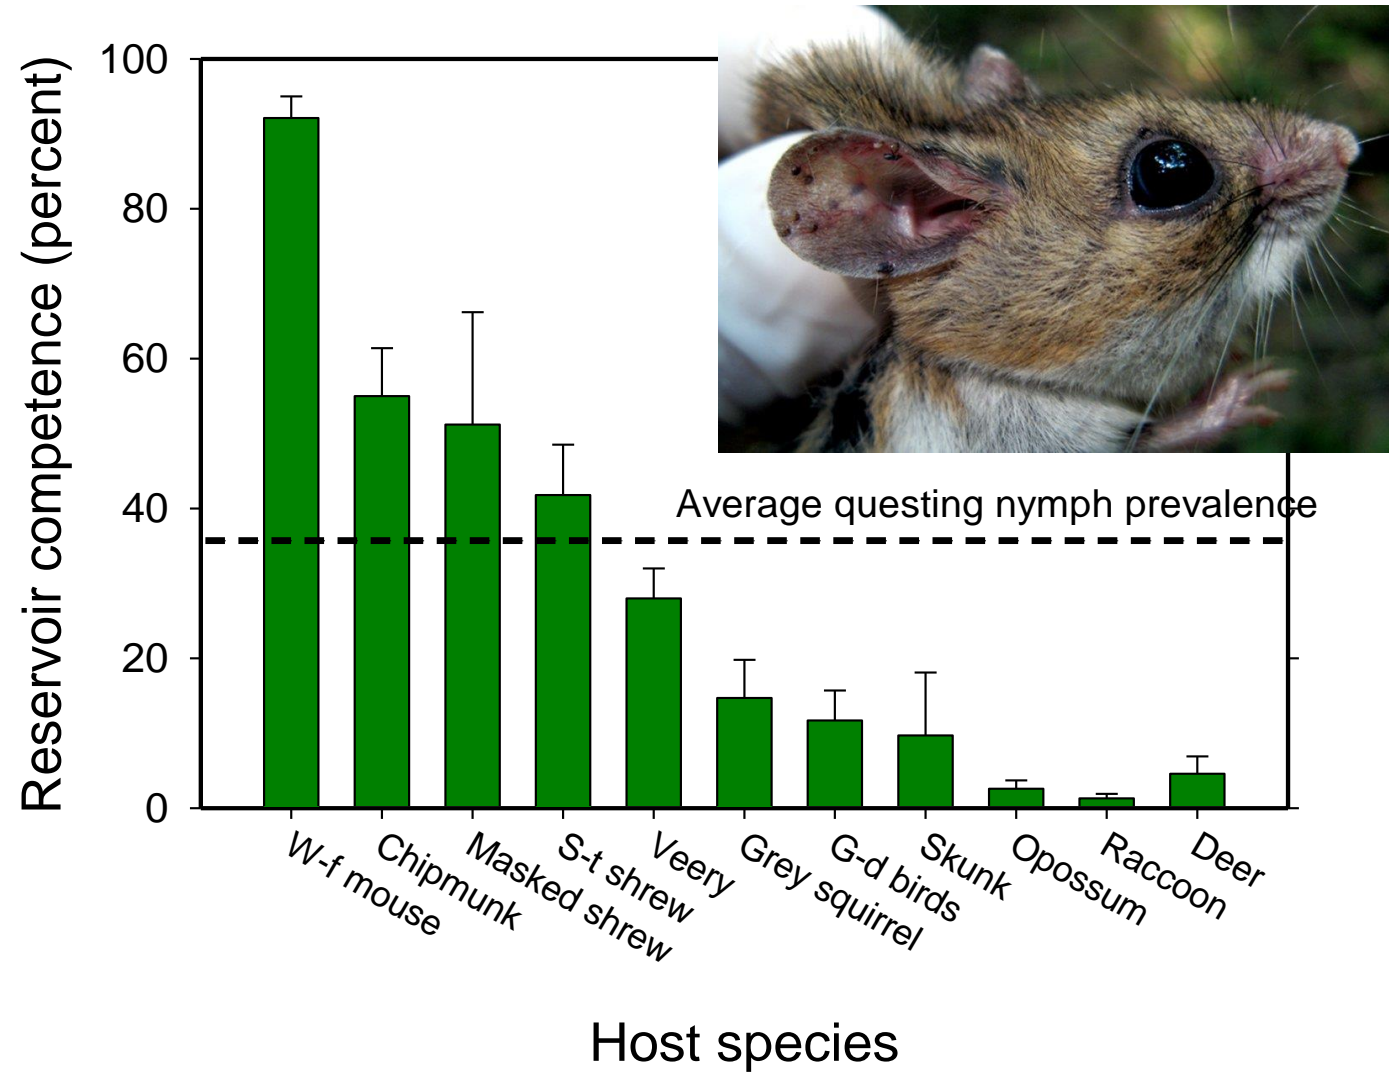 Reservoir competence (percent)
100
80
60
40
20
0
Average questing nymph prevalence
W-f mouse
Chipmunk
Masked shrew
S-t shrew
Veery
Grey squirrel
G-d birds
Skunk
Opossum
Raccoon
Deer
Host species